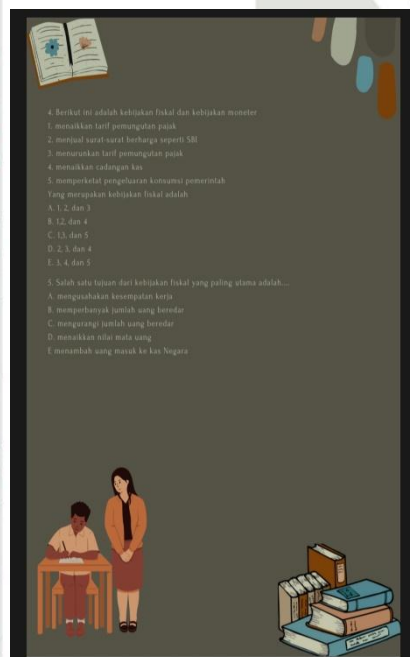 4. Berikut ini adalah kebijakan fiskal dan kebijakan moneter
1. menaikkan tarif pemungutan pajak
2. menjual surat-surat berharga seperti SBI
3. menurunkan tarif pemungutan pajak
4. menaikkan cadangan kas
5. memperketat pengeluaran konsumsi pemerintah
Yang merupakan kebijakan fiskal adalah
A. 1, 2, dan 3
B. 1,2, dan 4
C. 1,3, dan 5
D. 2, 3, dan 4
E. 3, 4, dan 5
5. Salah satu tujuan dari kebijakan fiskal yang paling utama adalah....
A. mengusahakan kesempatan kerja
B. memperbanyak jumlah uang beredar
C. mengurangi jumlah uang beredar
D. menaikkan nilai mata uang
E menambah uang masuk ke kas Negara